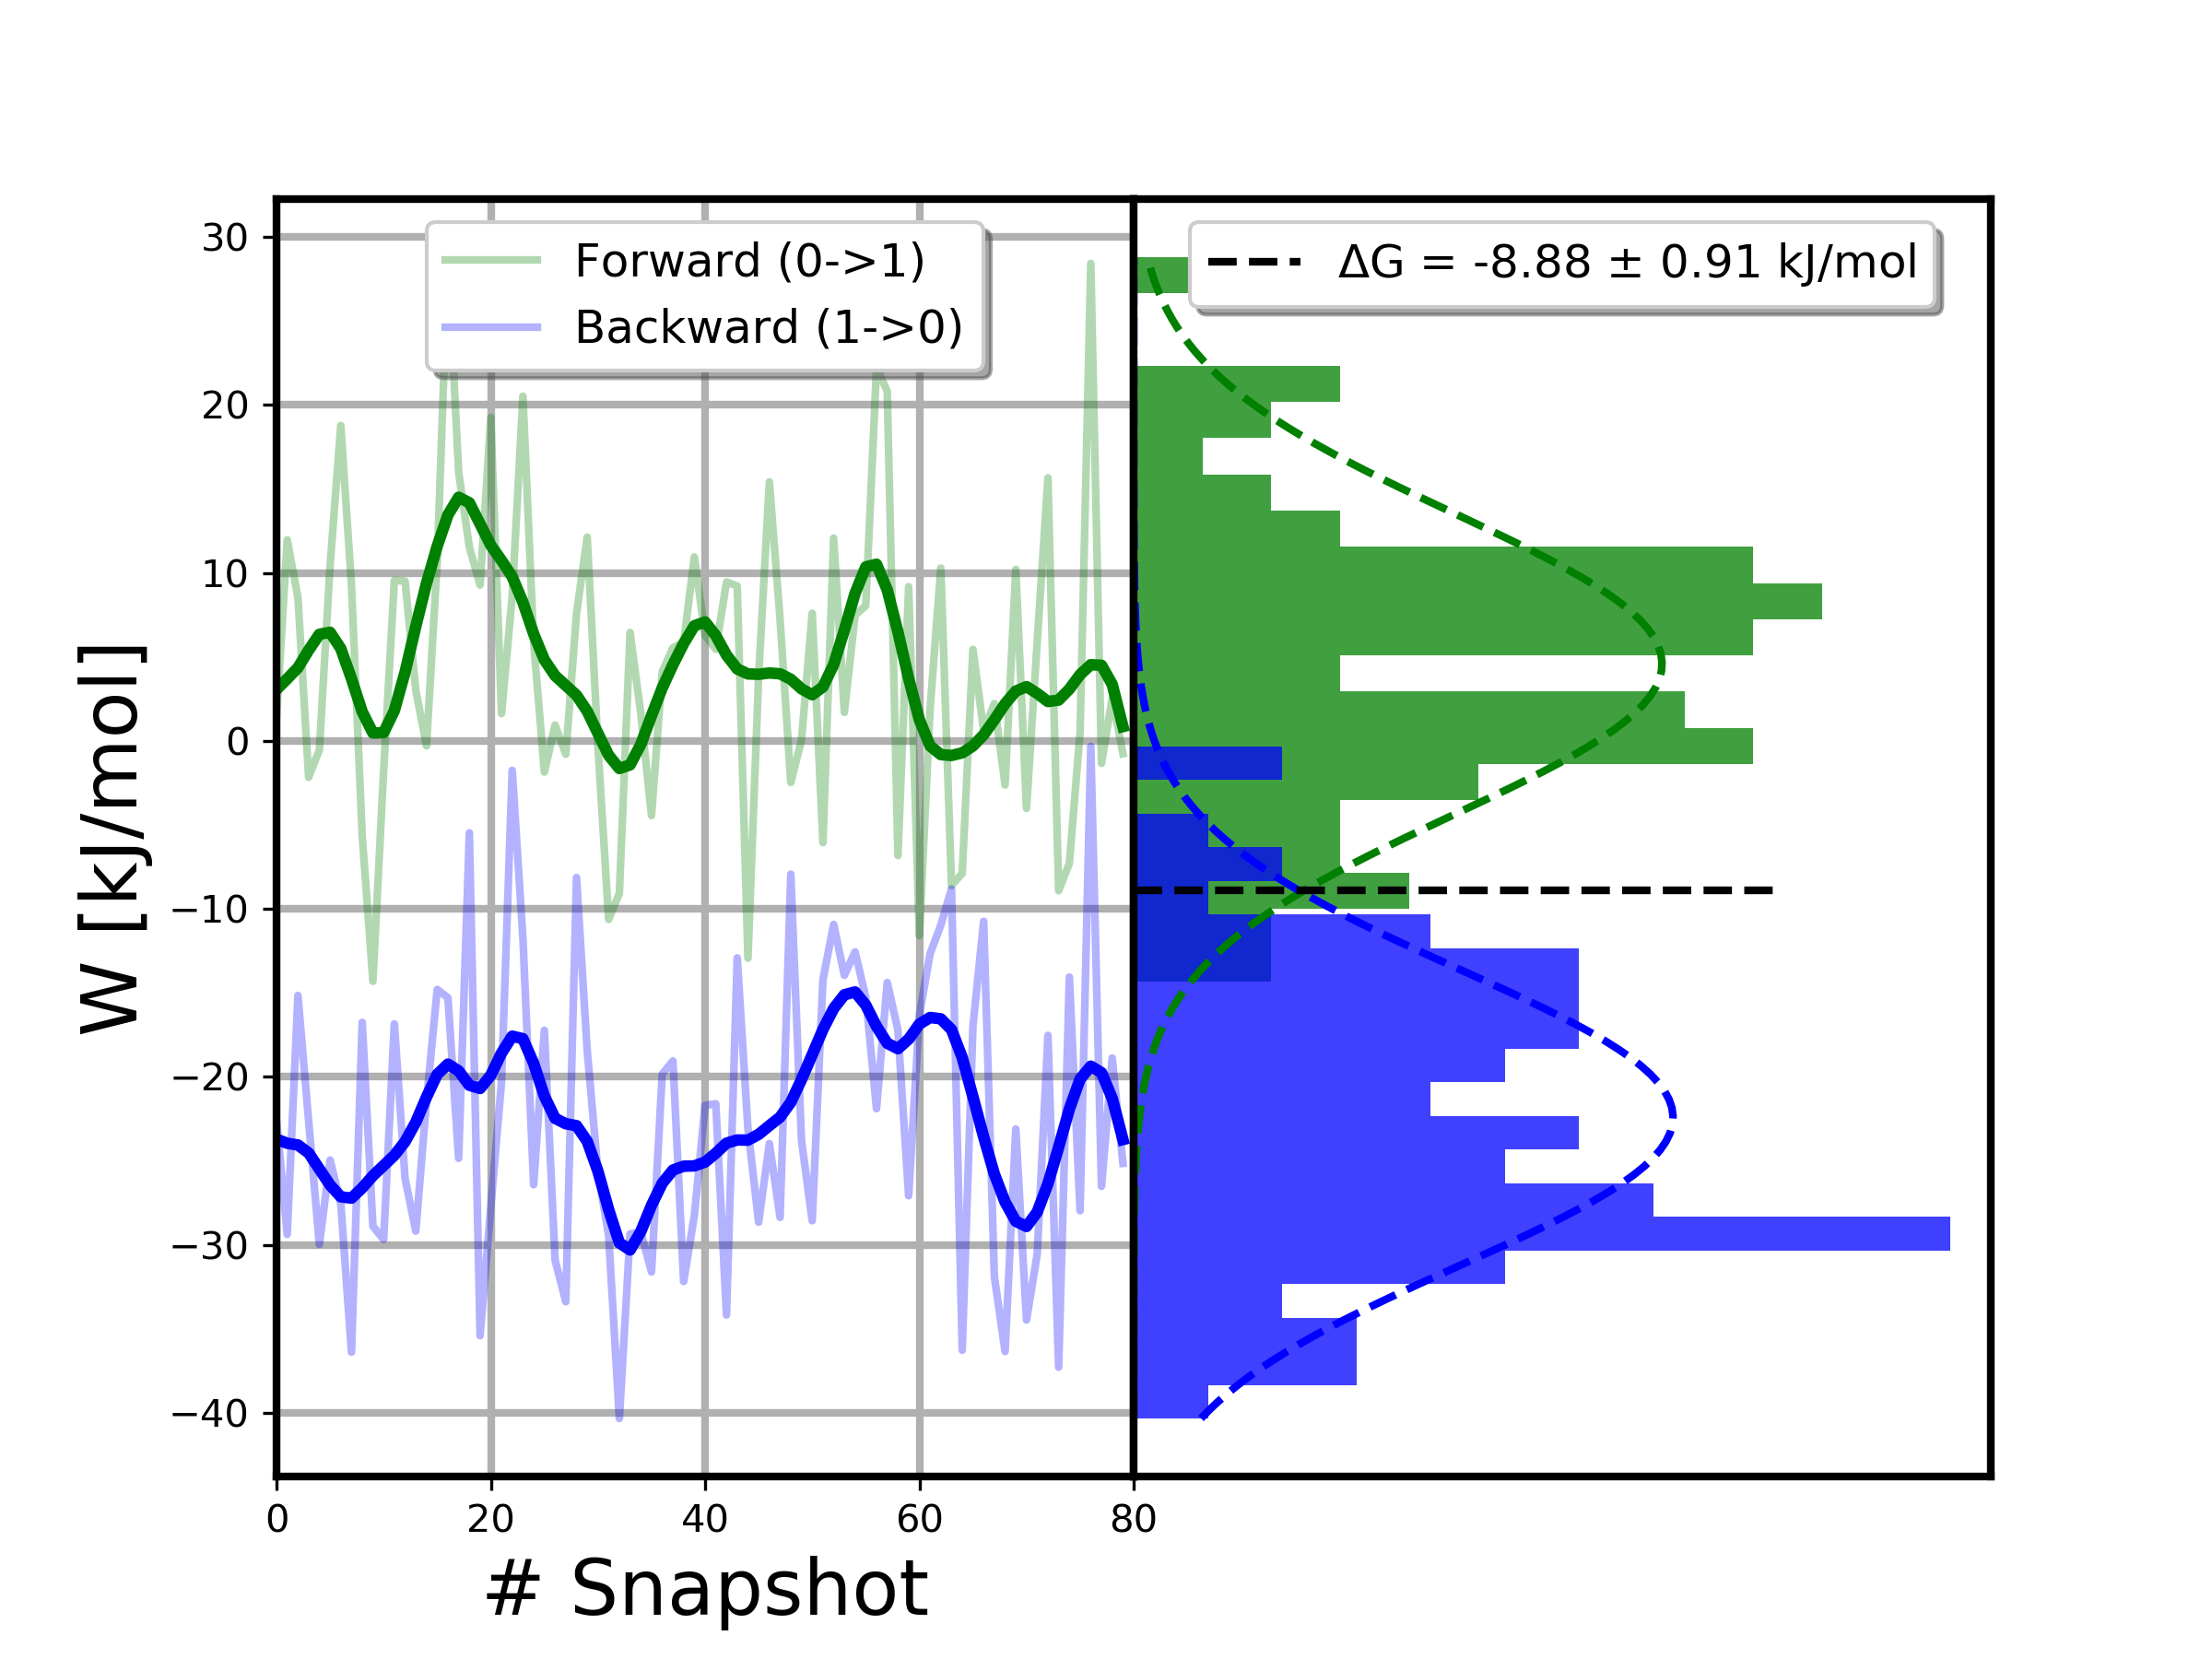 Forward (0->1)
Backward (1->0)
ΔG = -8.88 ± 0.91 kJ/mol
W [kJ/mol]
30
20
10
0
−10
−20
−30
−40
0 20 40 60 80
# Snapshot